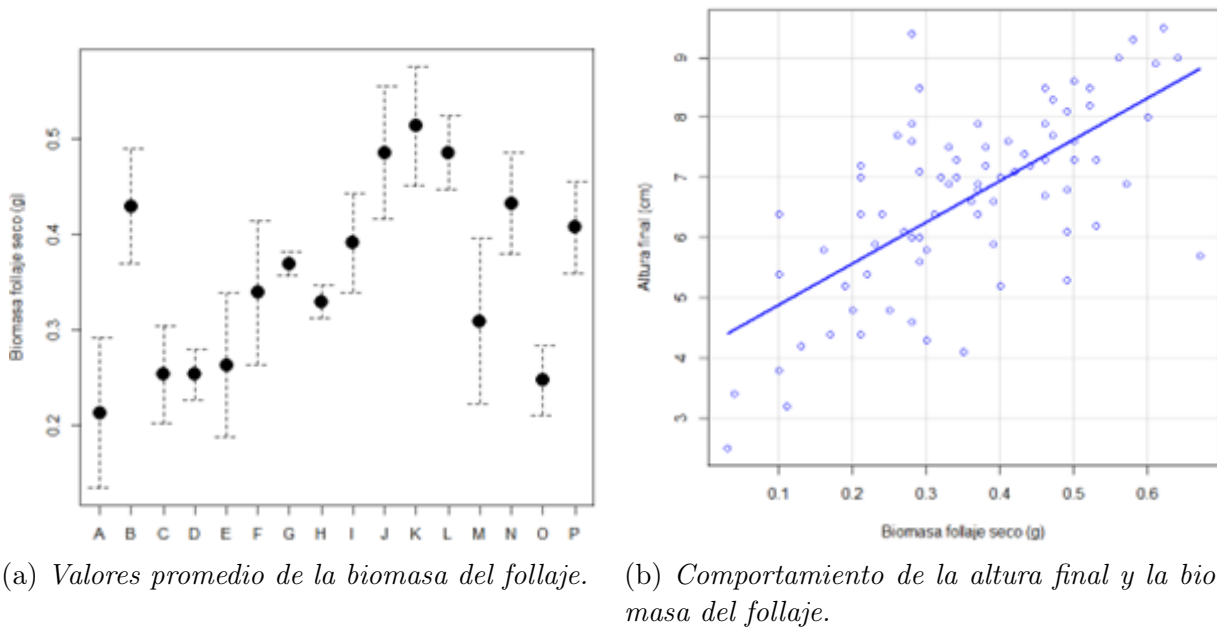 Biomasa follaje seco (g)
0.5
0.4
0.3
0.2
A B C D E F G H I J K L M N O P
Altura final (cm)
9
8
7
6
5
4
3
0.1 0.2 0.3 0.4 0.5 0.6
Biomasa follaje seco (g)
(a) Valores promedio de la biomasa del follaje.
(b) Comportamiento de la altura final y la bio
masa del follaje.